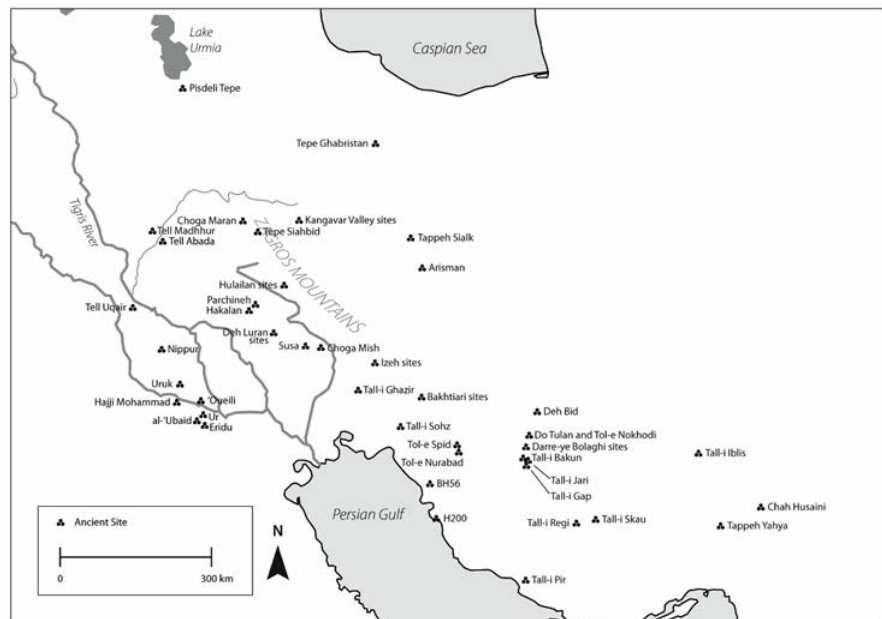 Lake
Urmia
Caspian Sea
Pisdeli Tepe
Tepe Ghabristan
Tigris River
Choga Maran
Kangavar Valley sites
Tell Madhhur
Tepe Siahbid
Tell Abada
ZAGROS MOUNTAINS
Tappeh Sialk
Arisman
Hulailan sites
Parchineh
Hakalan
Tell Uqair
Deh Luran
sites
Susa
Choga Mish
Nippur
Izeh sites
Uruk
Tall-i Ghazir
Bakhtiari sites
Hajji Mohammad
'Oueili
Ur
al-'Ubaid
Eridu
Deh Bid
Tall-i Sohz
Do Tulan and Tol-e Nokhodi
Tol-e Spid
Darre-ye Bolaghi sites
Tall-i Bakun
Tall-i Iblis
Tol-e Nurabad
Tall-i Jari
BH56
Tall-i Gap
Chah Husaini
Persian Gulf
H200
Tall-i Regi
Tall-i Skau
Tappeh Yahya
Tall-i Pir
Ancient Site
N
0
300 km